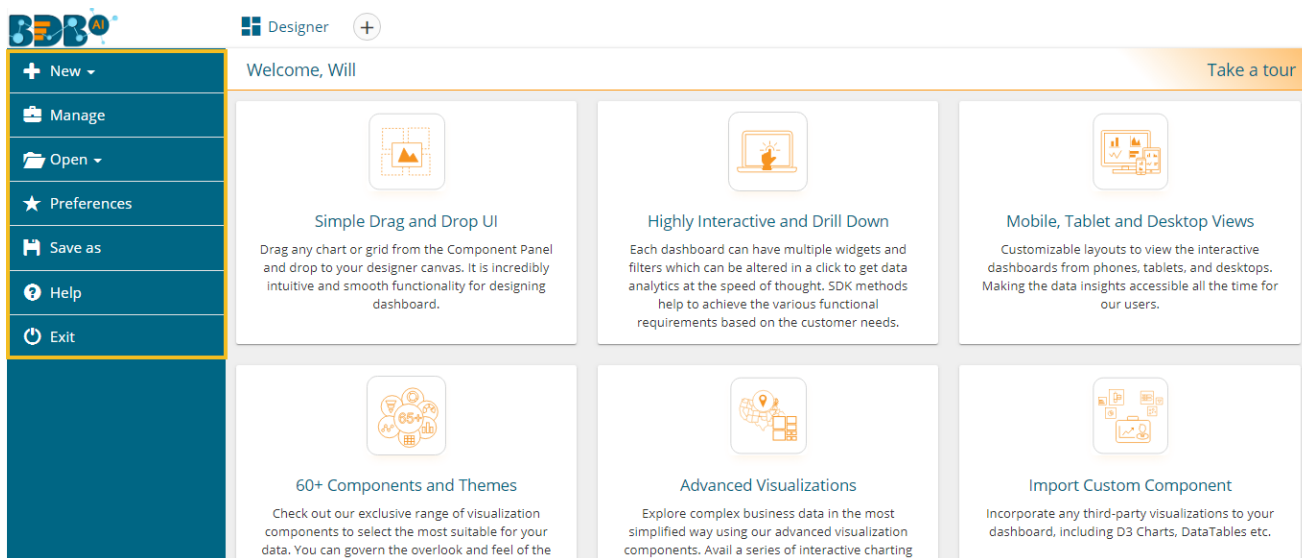 BDB AI
Designer
New
Manage
Open
Preferences
Save as
Help
Exit
Welcome, Will
Take a tour
Simple Drag and Drop UI
Drag any chart or grid from the Component Panel
and drop to your designer canvas. It is incredibly
intuitive and smooth functionality for designing
dashboard.
Highly Interactive and Drill Down
Each dashboard can have multiple widgets and
filters which can be altered in a click to get data
analytics at the speed of thought. SDK methods
help to achieve the various functional
requirements based on the customer needs.
Mobile, Tablet and Desktop Views
Customizable layouts to view the interactive
dashboards from phones, tablets, and desktops.
Making the data insights accessible all the time for
our users.
65+
60+ Components and Themes
Check out our exclusive range of visualization
components to select the most suitable for your
data. You can govern the overlook and feel of the
Advanced Visualizations
Explore complex business data in the most
simplified way using our advanced visualization
components. Avail a series of interactive charting
Import Custom Component
Incorporate any third-party visualizations to your
dashboard, including D3 Charts, DataTables etc.